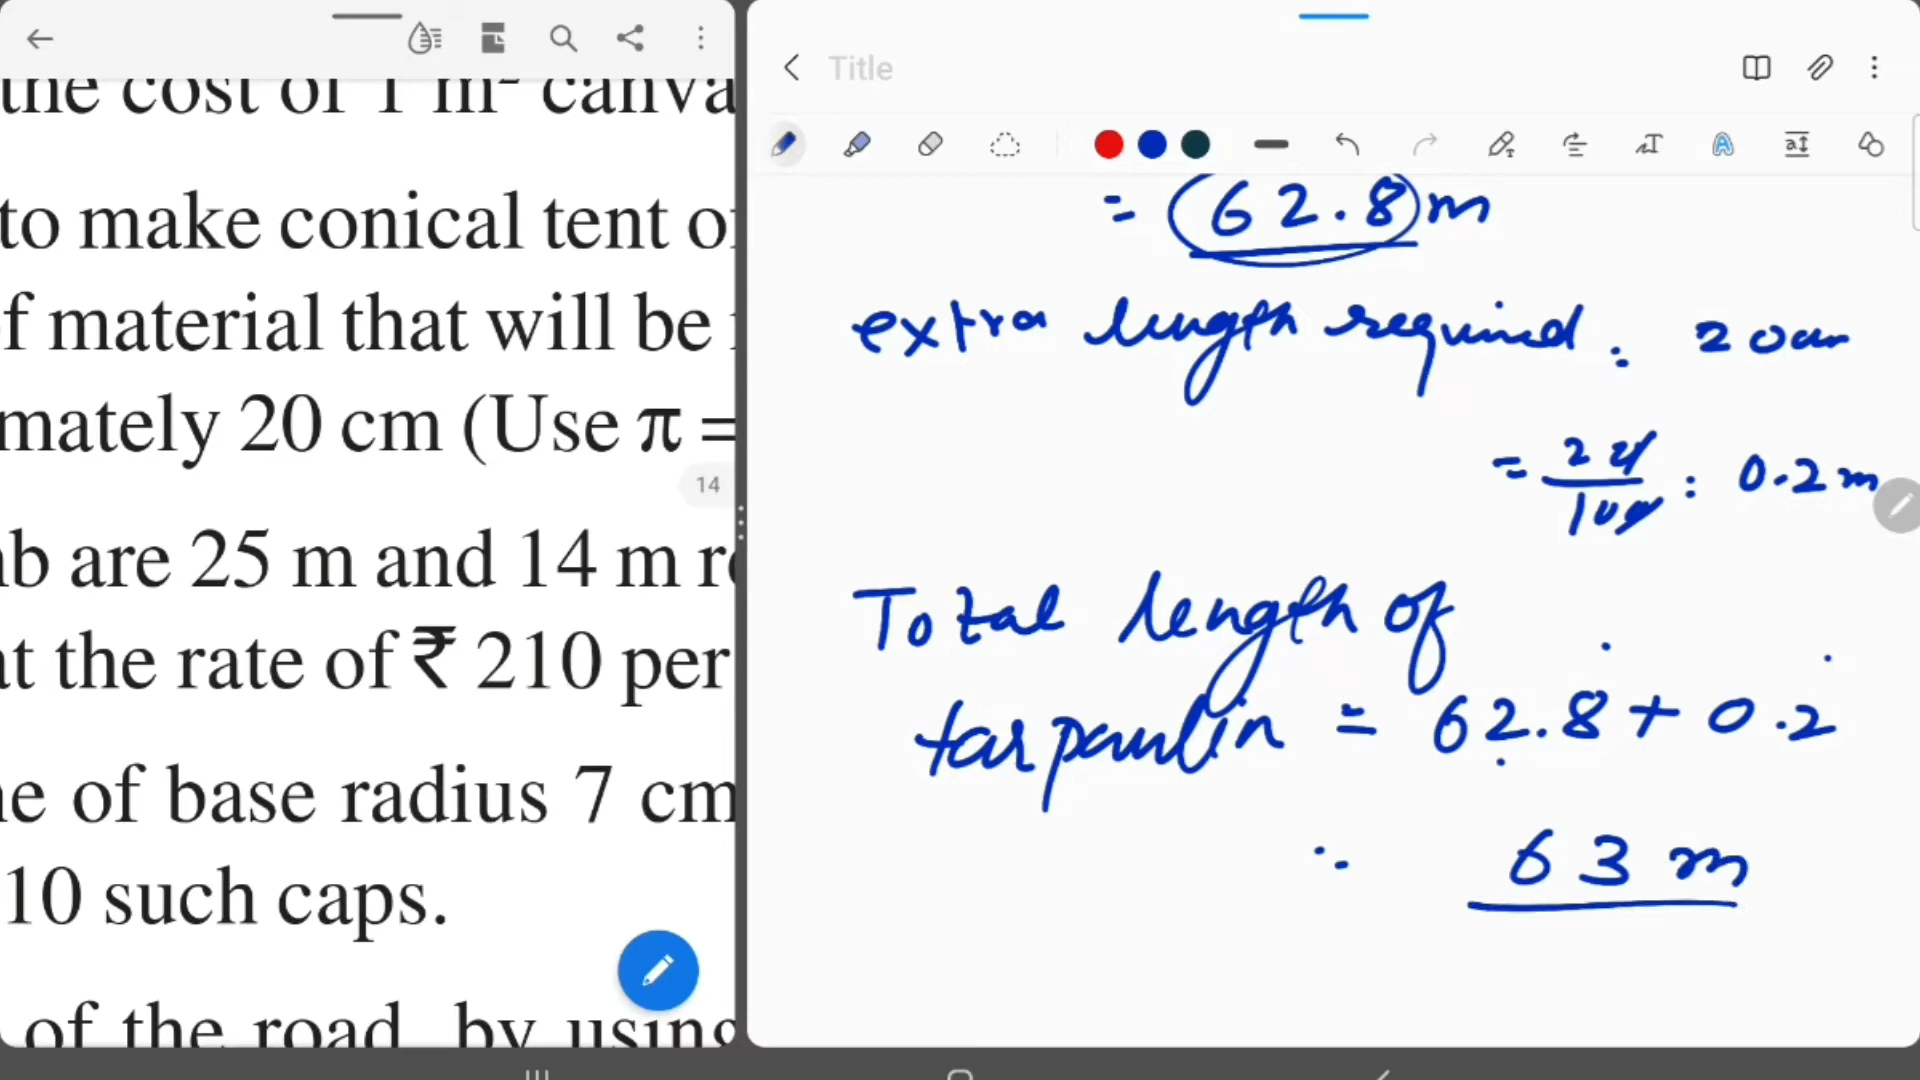 the cost of 1 m² canva
to make conical tent o
f material that will be
mately 20 cm (Use π =
14
b are 25 m and 14 m r
at the rate of ₹ 210 per
e of base radius 7 cm
10 such caps.
of the road, by using
Title
= 62.8 m
extra length required = 20cm
= 20/100 = 0.2 m
Total length of
tarpaulin = 62.8 + 0.2
= 63 m